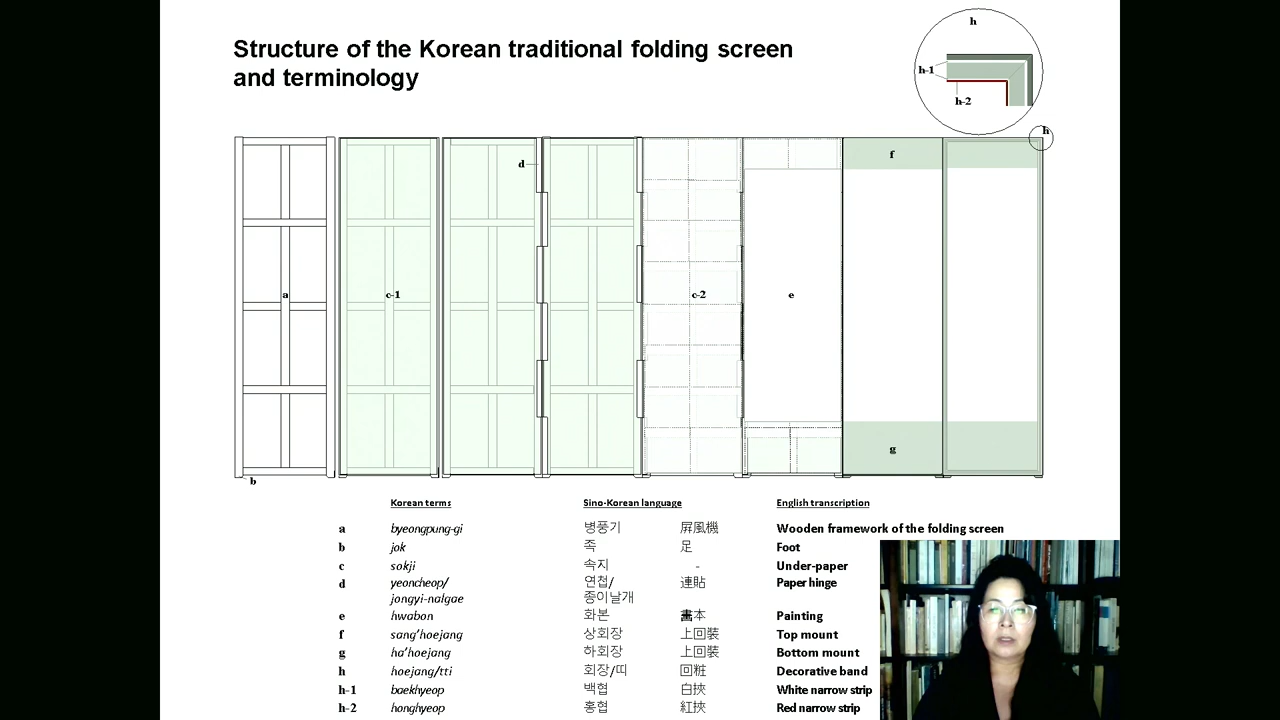 Structure of the Korean traditional folding screen
and terminology
h
h-1
h-2
h
d
f
a
c-1
c-2
e
g
b
Korean terms Sino-Korean language English transcription
a byeongpung-gi 병풍기 屏風機 Wooden framework of the folding screen
b jok 족 足 Foot
c sokji 속지 - Under-paper
d yeoncheop/ 연첩/ 連貼 Paper hinge
jongyi-nalgae 종이날개
e hwabon 화본 畵本 Painting
f sang'hoejang 상회장 上回裝 Top mount
g ha'hoejang 하회장 上回裝 Bottom mount
h hoejang/tti 회장/띠 回粧 Decorative band
h-1 baekhyeop 백협 白挾 White narrow strip
h-2 honghyeop 홍협 紅挾 Red narrow strip